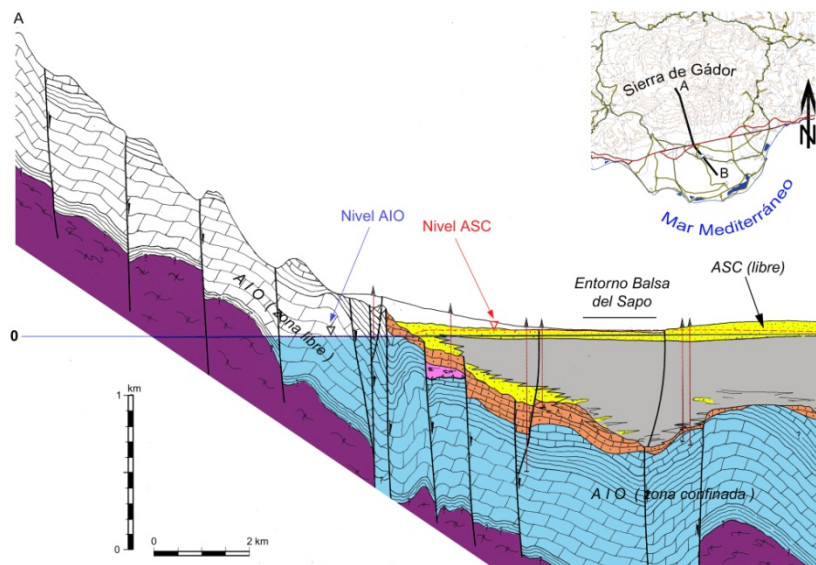 A
Sierra de Gádor
A
B
N
Mar Mediterráneo
Nivel AIO
Nivel ASC
Entorno Balsa
del Sapo
ASC (libre)
A I O ( zona libre )
0
1
km
0
0
2 km
A I O ( zona confinada )